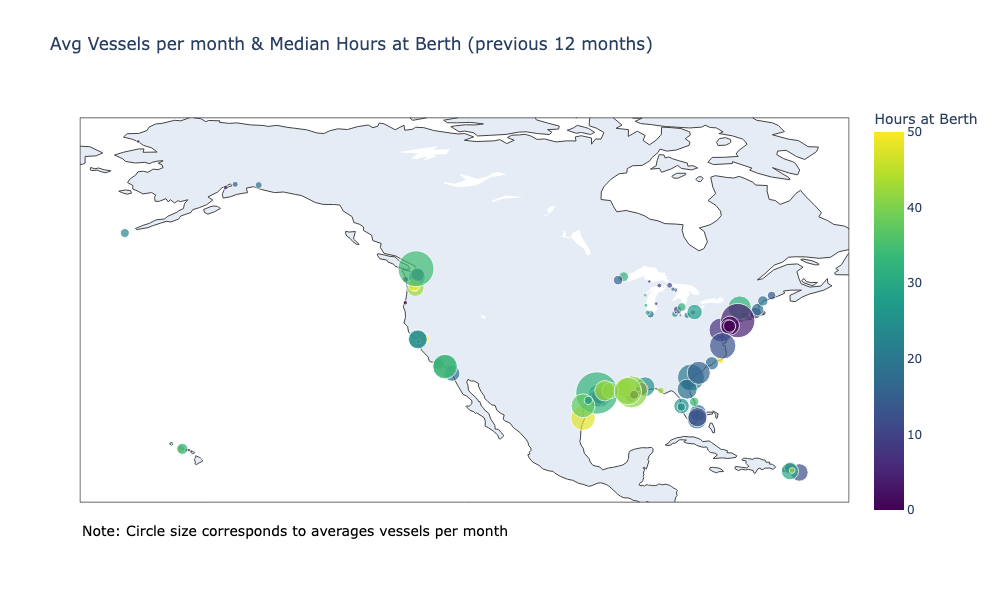 Avg Vessels per month & Median Hours at Berth (previous 12 months)
Hours at Berth
50
40
30
20
10
0
Note: Circle size corresponds to averages vessels per month